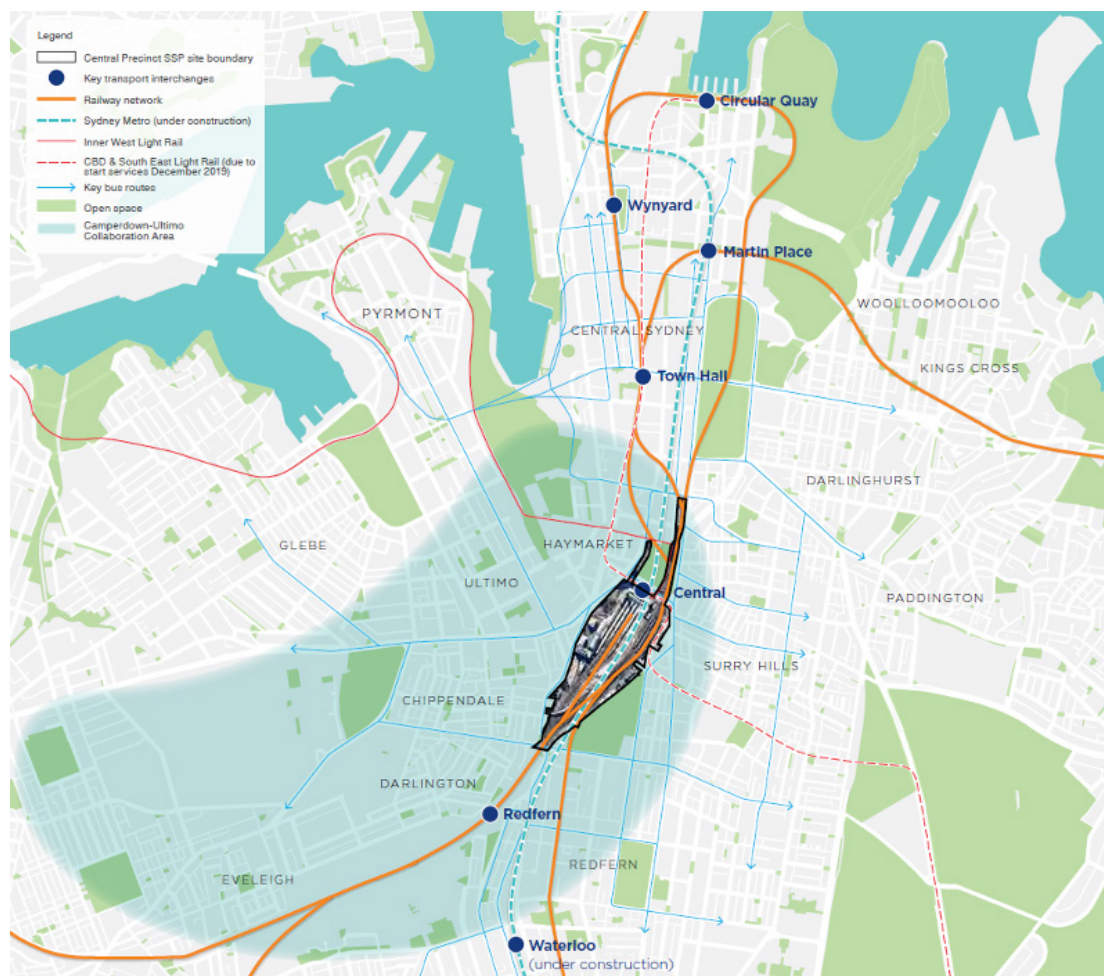 Legend
Central Precinct SSP site boundary
Key transport interchanges
Railway network
Sydney Metro (under construction)
Inner West Light Rail
CBD & South East Light Rail (due to
start services December 2019)
Key bus routes
Open space
Camperdown-Ultimo
Collaboration Area
Circular Quay
Wynyard
Martin Place
WOOLLOOMOOLOO
PYRMONT
CENTRAL SYDNEY
KINGS CROSS
Town Hall
DARLINGHURST
GLEBE
HAYMARKET
ULTIMO
Central
PADDINGTON
SURRY HILLS
CHIPPENDALE
DARLINGTON
Redfern
REDFERN
EVELEIGH
Waterloo
(under construction)